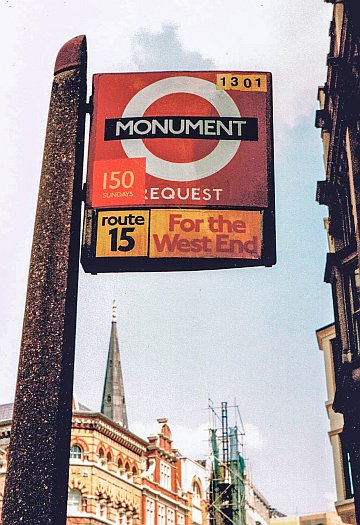 1301
MONUMENT
150
SUNDAYS
REQUEST
route
15
For the
West End